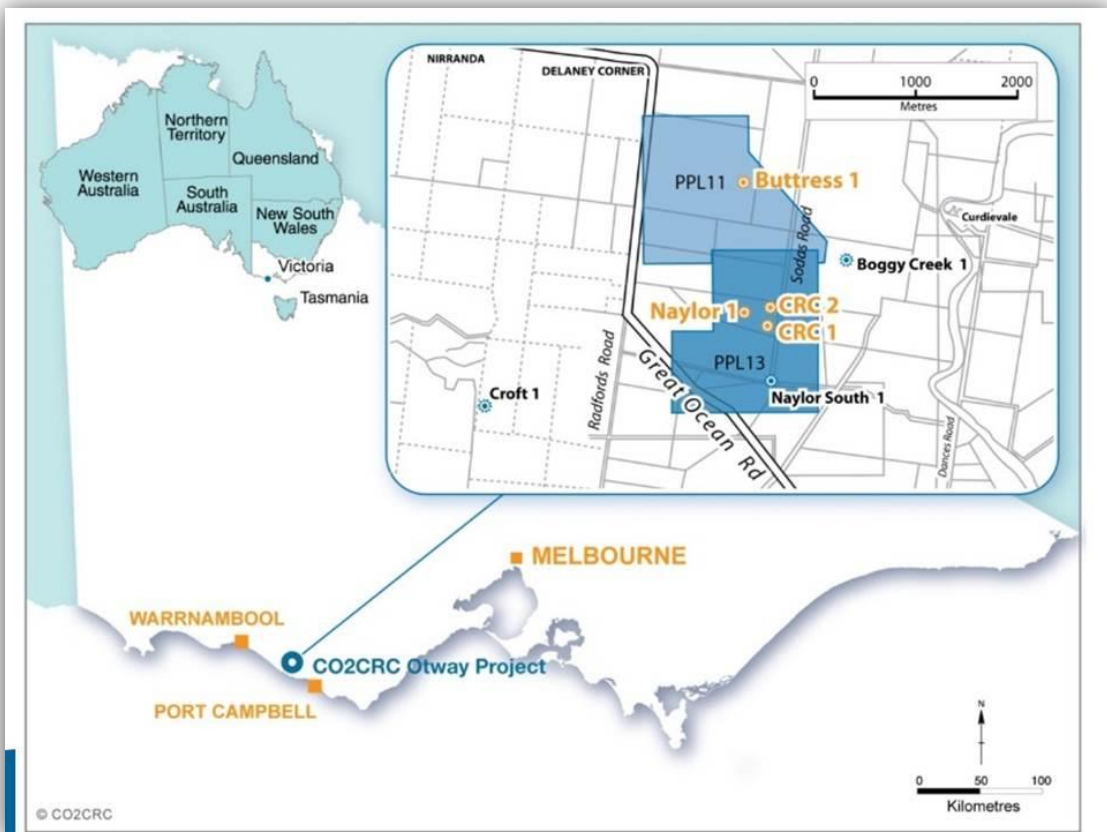 Northern
Territory
Western
Australia
Queensland
South
Australia
New South
Wales
Victoria
Tasmania
NIRRANDA
DELANEY CORNER
0 1000 2000
Metres
PPL11
Buttress 1
Sodas Road
Curdievale
Boggy Creek 1
Naylor 1
CRC 2
CRC 1
PPL13
Radfords Road
Great Ocean Rd
Naylor South 1
Croft 1
Dances Road
MELBOURNE
WARRNAMBOOL
CO2CRC Otway Project
PORT CAMPBELL
N
0 50 100
Kilometres
© CO2CRC